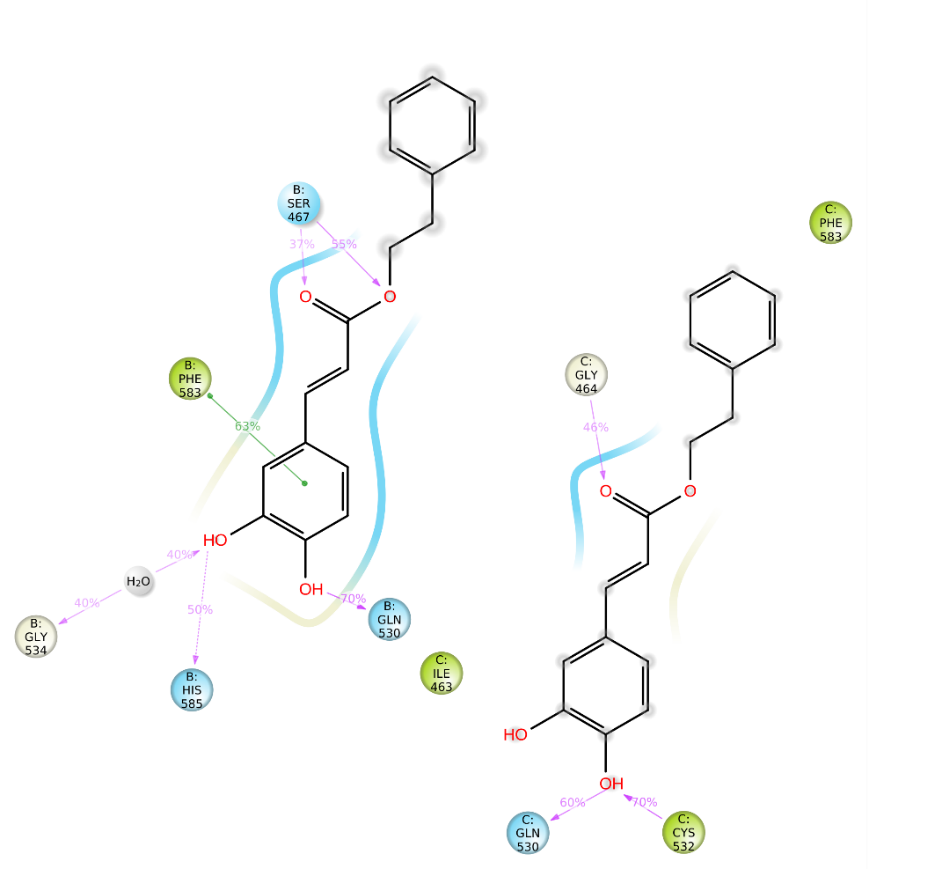 B:
SER
467
37%
55%
O
O
B:
PHE
583
63%
HO
40%
H₂O
40%
50%
OH
70%
B:
GLN
530
B:
GLY
534
B:
HIS
585
C:
ILE
463
C:
PHE
583
C:
GLY
464
46%
O
O
HO
OH
60%
70%
C:
GLN
530
C:
CYS
532